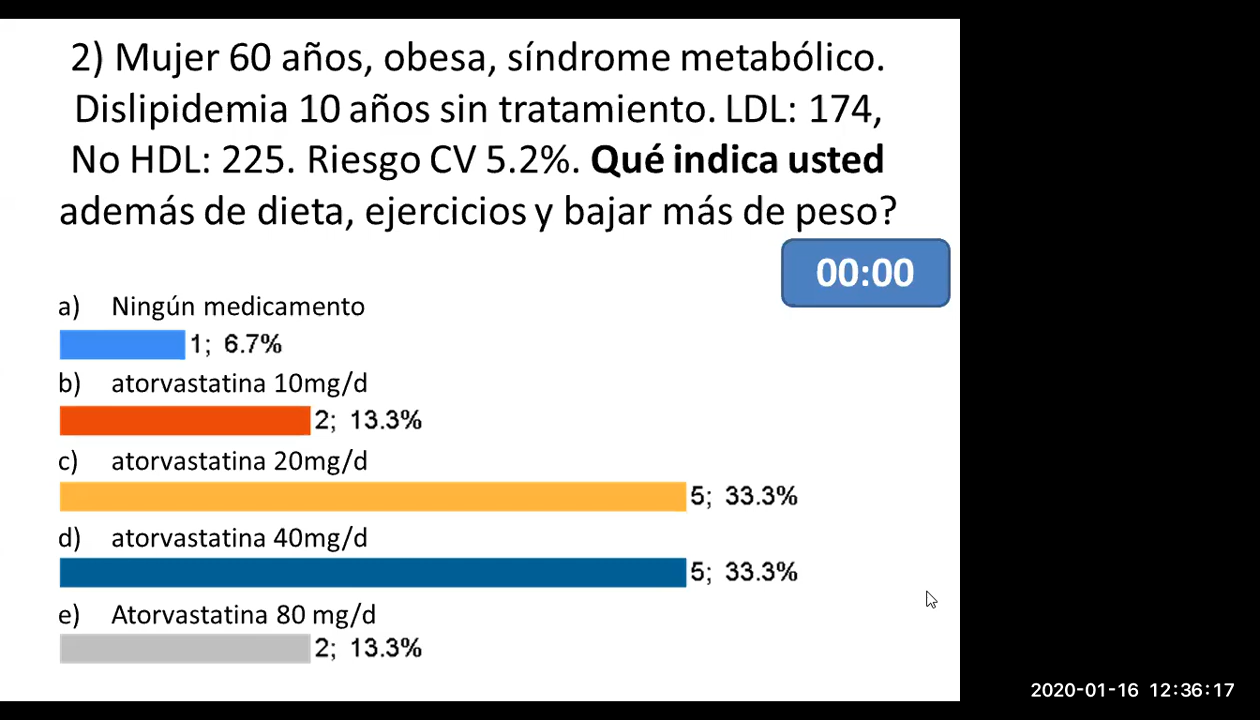 2) Mujer 60 años, obesa, síndrome metabólico.
Dislipidemia 10 años sin tratamiento. LDL: 174,
No HDL: 225. Riesgo CV 5.2%. Qué indica usted
además de dieta, ejercicios y bajar más de peso?
00:00
a) Ningún medicamento
1; 6.7%
b) atorvastatina 10mg/d
2; 13.3%
c) atorvastatina 20mg/d
5; 33.3%
d) atorvastatina 40mg/d
5; 33.3%
e) Atorvastatina 80 mg/d
2; 13.3%
2020-01-16 12:36:17